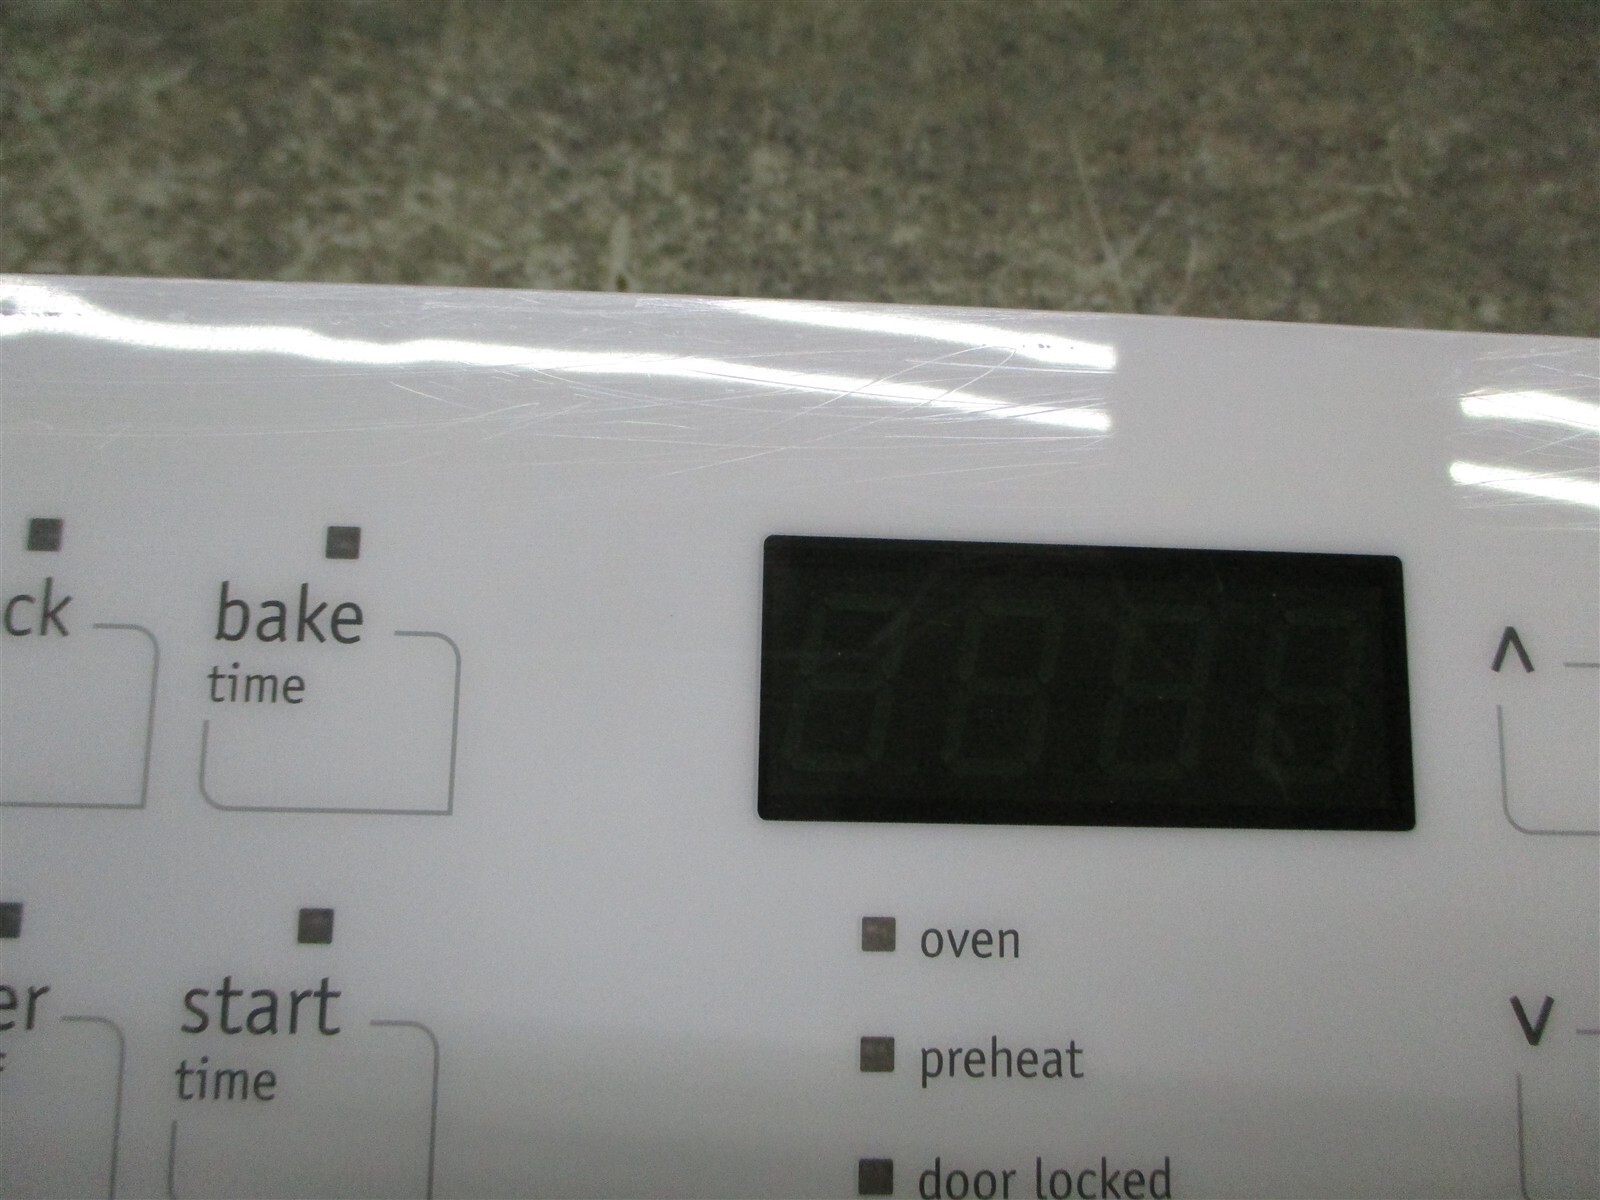 ck
bake
time
er
start
time
oven
preheat
door locked